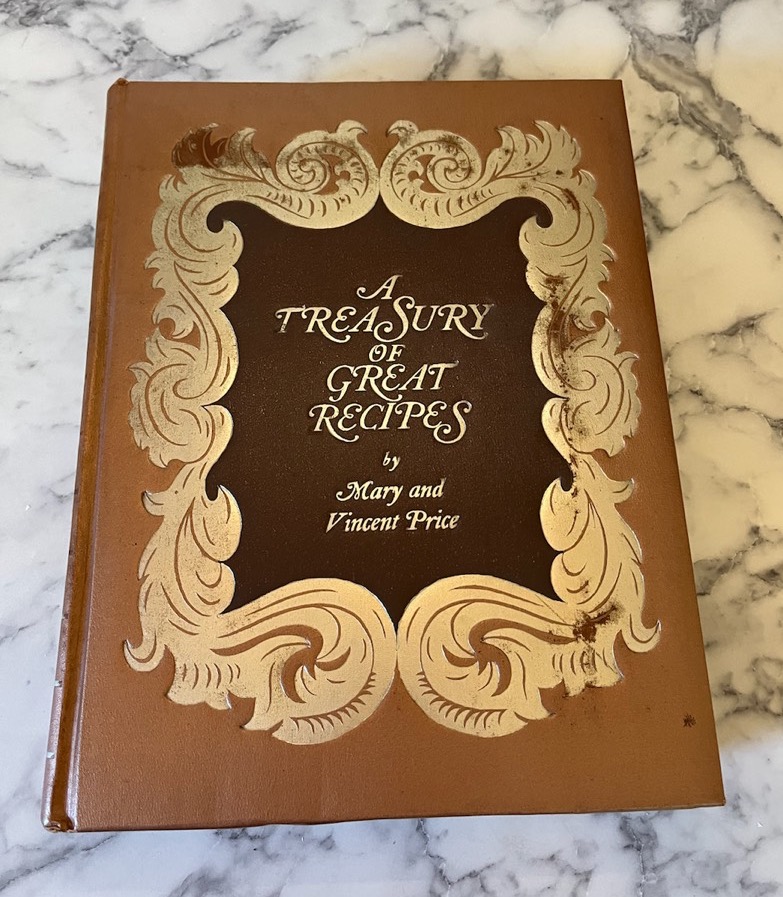 A
TREASURY
OF
GREAT
RECIPES
by
Mary and
Vincent Price